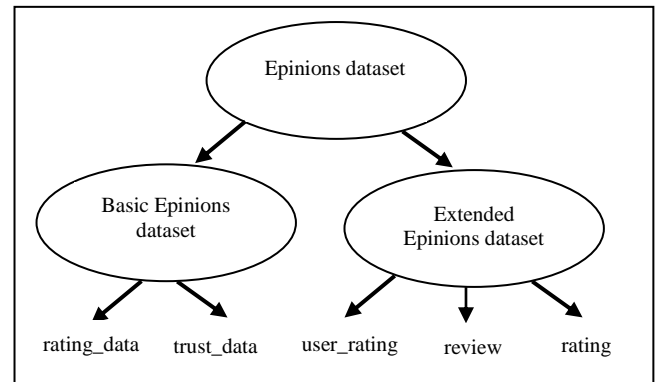 Epinions dataset
Basic Epinions
dataset
Extended
Epinions dataset
rating_data
trust_data
user_rating
review
rating